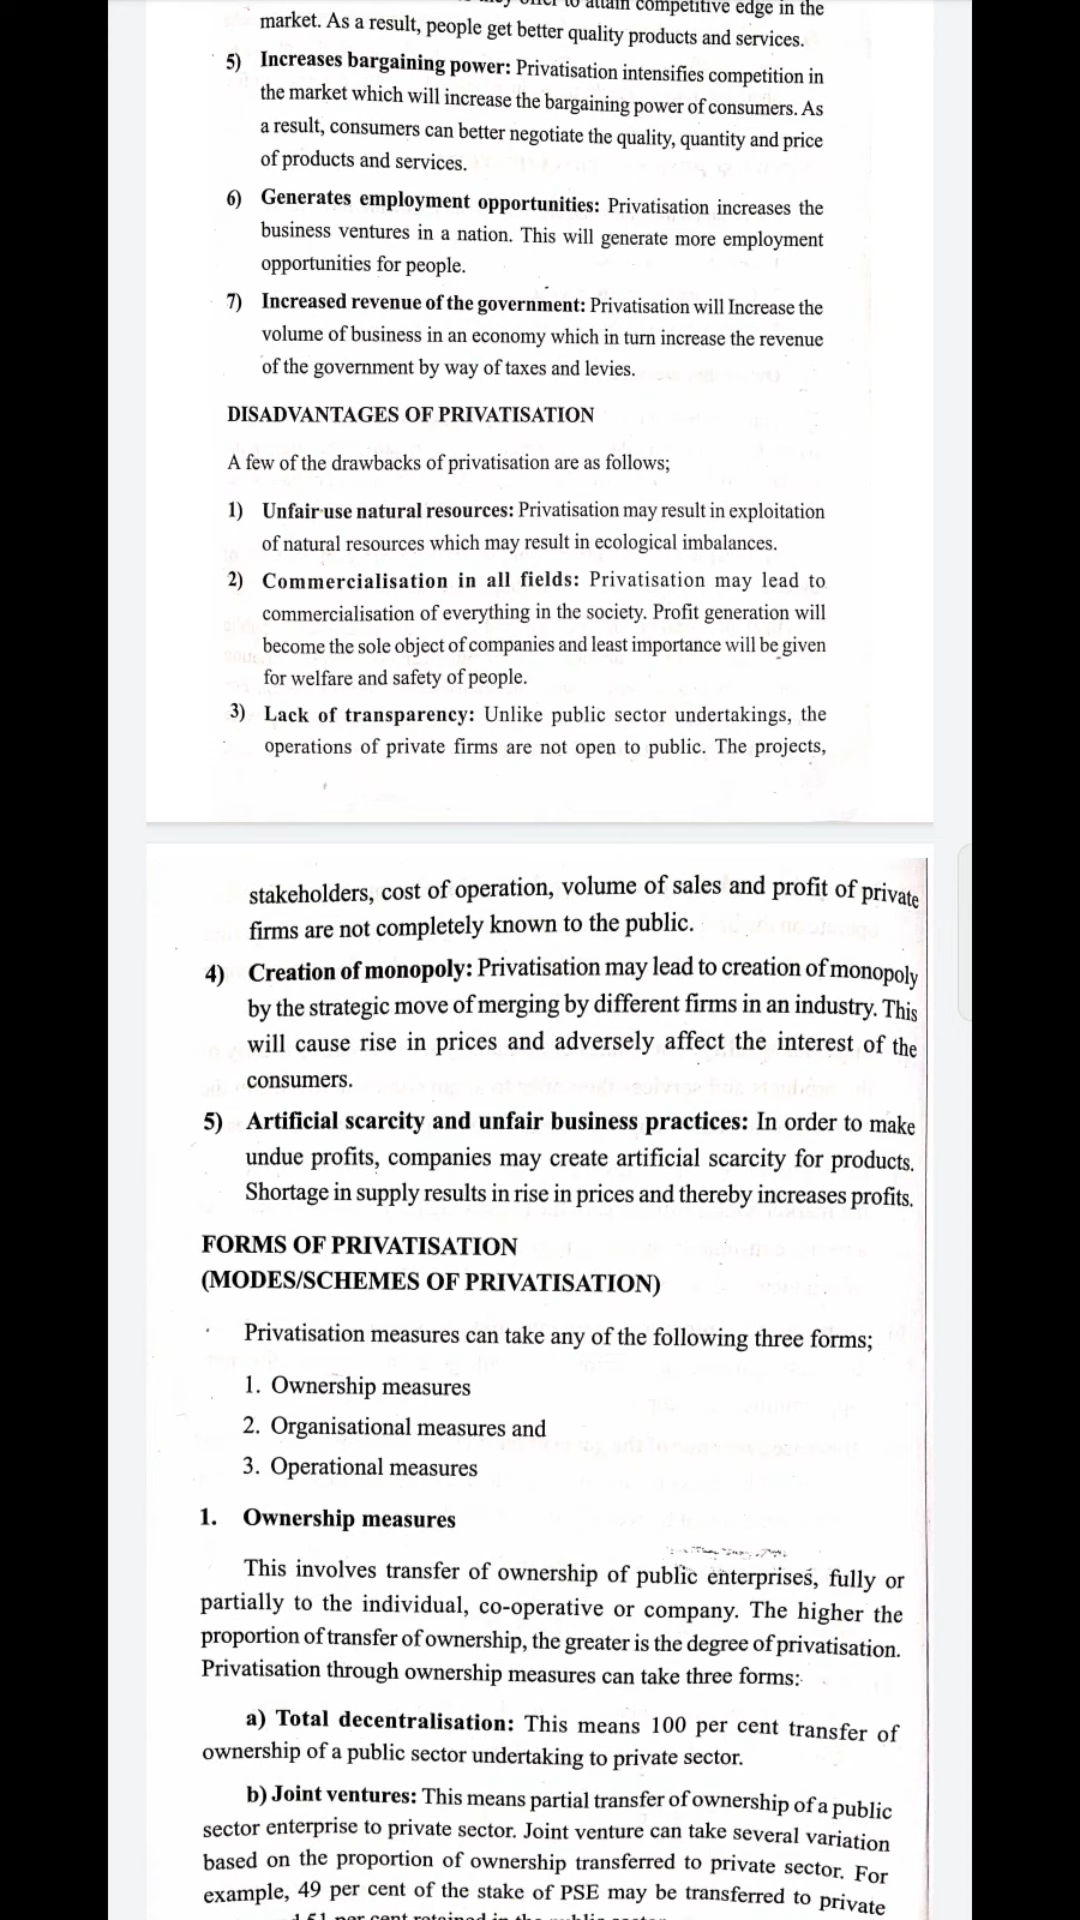 to attain competitive edge in the
market. As a result, people get better quality products and services.
5) Increases bargaining power: Privatisation intensifies competition in
the market which will increase the bargaining power of consumers. As
a result, consumers can better negotiate the quality, quantity and price
of products and services.
6) Generates employment opportunities: Privatisation increases the
business ventures in a nation. This will generate more employment
opportunities for people.
7) Increased revenue of the government: Privatisation will Increase the
volume of business in an economy which in turn increase the revenue
of the government by way of taxes and levies.
DISADVANTAGES OF PRIVATISATION
A few of the drawbacks of privatisation are as follows;
1) Unfair use natural resources: Privatisation may result in exploitation
of natural resources which may result in ecological imbalances.
2) Commercialisation in all fields: Privatisation may lead to
commercialisation of everything in the society. Profit generation will
become the sole object of companies and least importance will be given
for welfare and safety of people.
3) Lack of transparency: Unlike public sector undertakings, the
operations of private firms are not open to public. The projects,
stakeholders, cost of operation, volume of sales and profit of private
firms are not completely known to the public.
4) Creation of monopoly: Privatisation may lead to creation of monopoly
by the strategic move of merging by different firms in an industry. This
will cause rise in prices and adversely affect the interest of the
consumers.
5) Artificial scarcity and unfair business practices: In order to make
undue profits, companies may create artificial scarcity for products.
Shortage in supply results in rise in prices and thereby increases profits.
FORMS OF PRIVATISATION
(MODES/SCHEMES OF PRIVATISATION)
Privatisation measures can take any of the following three forms;
1. Ownership measures
2. Organisational measures and
3. Operational measures
1. Ownership measures
This involves transfer of ownership of public enterprises, fully or
partially to the individual, co-operative or company. The higher the
proportion of transfer of ownership, the greater is the degree of privatisation.
Privatisation through ownership measures can take three forms:
a) Total decentralisation: This means 100 per cent transfer of
ownership of a public sector undertaking to private sector.
b) Joint ventures: This means partial transfer of ownership of a public
sector enterprise to private sector. Joint venture can take several variation
based on the proportion of ownership transferred to private sector. For
example, 49 per cent of the stake of PSE may be transferred to private